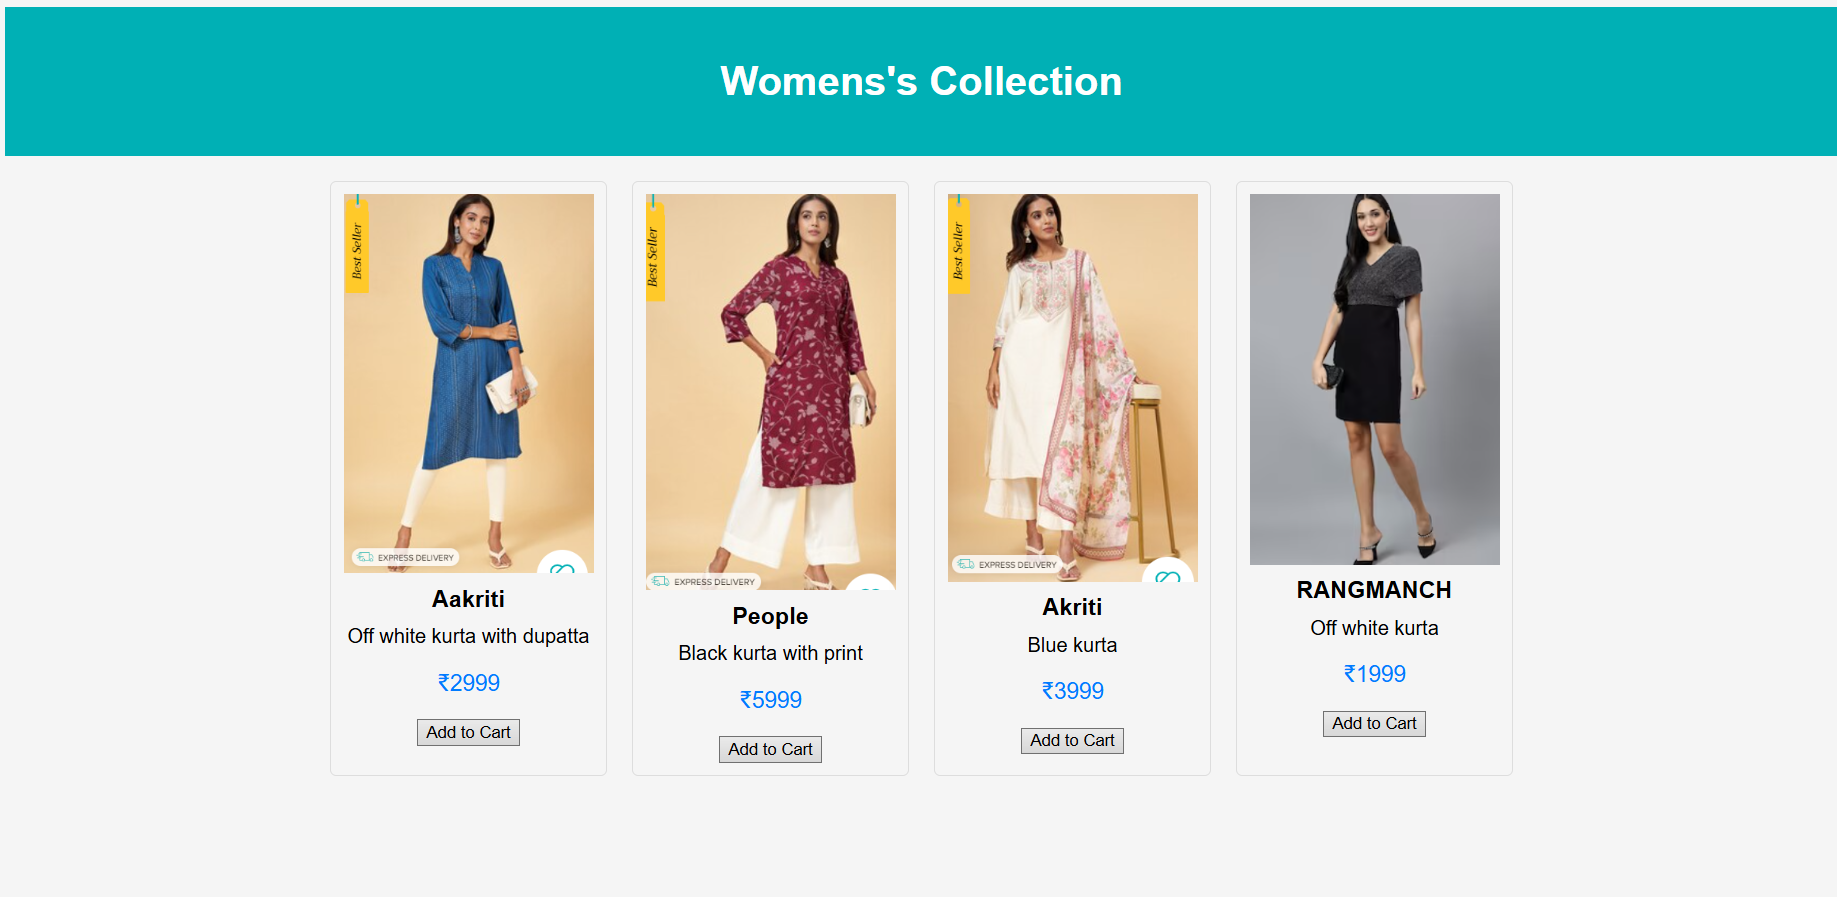 Womens's Collection
Best Seller
EXPRESS DELIVERY
Aakriti
Off white kurta with dupatta
₹2999
Add to Cart
Best Seller
EXPRESS DELIVERY
People
Black kurta with print
₹5999
Add to Cart
Best Seller
EXPRESS DELIVERY
Akriti
Blue kurta
₹3999
Add to Cart
RANGMANCH
Off white kurta
₹1999
Add to Cart